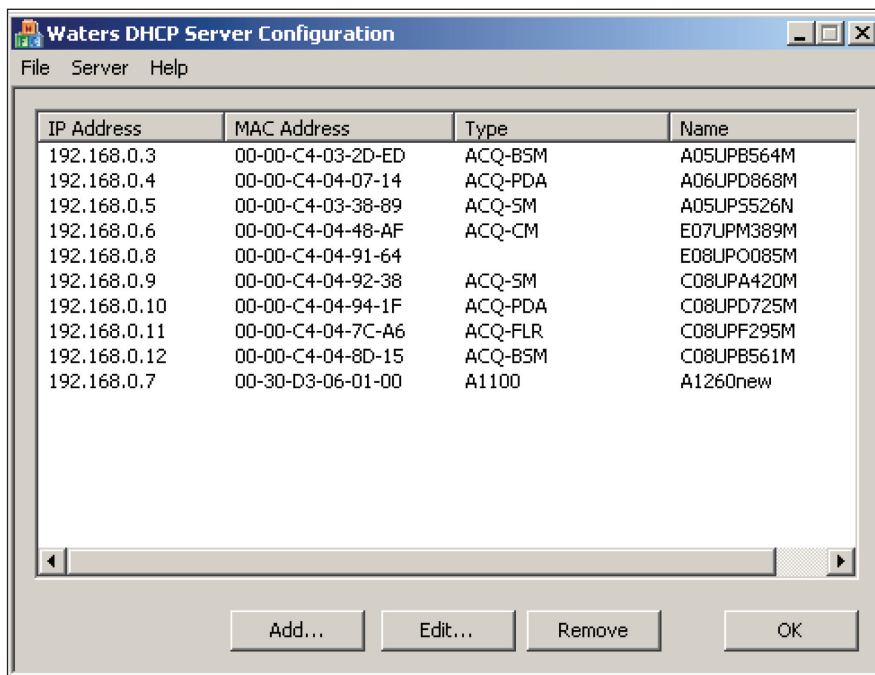 Waters DHCP Server Configuration
File Server Help
IP Address MAC Address Type Name
192.168.0.3 00-00-C4-03-2D-ED ACQ-BSM A05UPB564M
192.168.0.4 00-00-C4-04-07-14 ACQ-PDA A06UPD868M
192.168.0.5 00-00-C4-03-38-89 ACQ-SM A05UPS526N
192.168.0.6 00-00-C4-04-48-AF ACQ-CM E07UPM389M
192.168.0.8 00-00-C4-04-91-64 E08UPO085M
192.168.0.9 00-00-C4-04-92-38 ACQ-SM C08UPA420M
192.168.0.10 00-00-C4-04-94-1F ACQ-PDA C08UPD725M
192.168.0.11 00-00-C4-04-7C-A6 ACQ-FLR C08UPF295M
192.168.0.12 00-00-C4-04-8D-15 ACQ-BSM C08UPB561M
192.168.0.7 00-30-D3-06-01-00 A1100 A1260new
Add... Edit... Remove OK